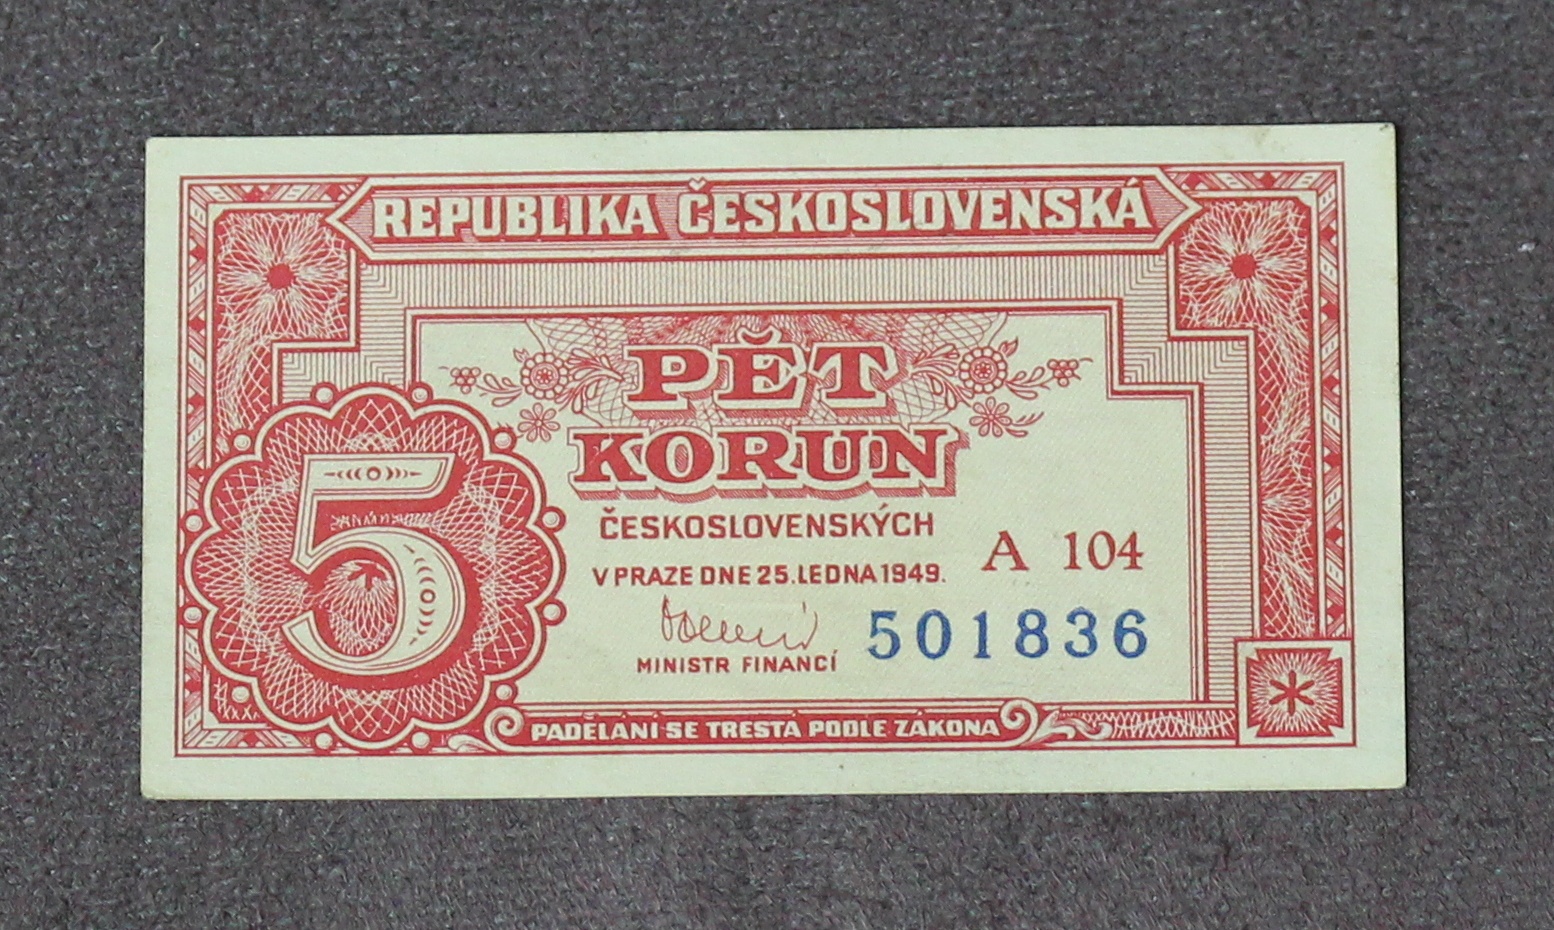 REPUBLIKA ČESKOSLOVENSKÁ
PĚT
KORUN
5
ČESKOSLOVENSKÝCH
A 104
V PRAZE DNE 25. LEDNA 1949.
501836
MINISTR FINANCÍ
PADĚLÁNÍ SE TRESTÁ PODLE ZÁKONA